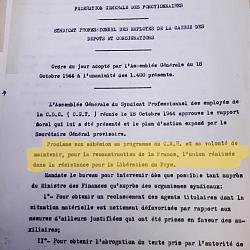 FEDERATION GENERALE DES FONCTIONNAIRES
SYNDICAT PROFESSIONNEL DES EMPLOYES DE LA CAISSE DES
DEPOTS ET CONSIGNATIONS
Ordre du jour adopté par l'Assemblée Générale du 18
Octobre 1944 à l'unanimité des 1.400 présents.
L'Assemblée Générale du Syndicat Professionnel des employés de
la C.D.C. (C.G.T.) réunie le 18 Octobre 1944 approuve le rapport
moral qui lui a été présenté et le plan d'action exposé par le
Secrétaire Général provisoire.
Proclame son adhésion au programme du C.N.R. et sa volonté de
maintenir, pour la reconstruction de la France, l'union réalisée
dans la résistance pour la Libération du Pays.
Mandate le bureau pour intervenir dès que possible tant auprès
du Ministre des Finances qu'auprès des organismes syndicaux:
I°- Pour obtenir un reclassement des agents titulaires dont la
situation matérielle est nettement défavorisée par rapport aux
mesures d'ailleurs justifiées qui ont été prises en faveur des au-
xiliaires;
II°- Pour obtenir l'abrogation du texte pris par l'autorité de